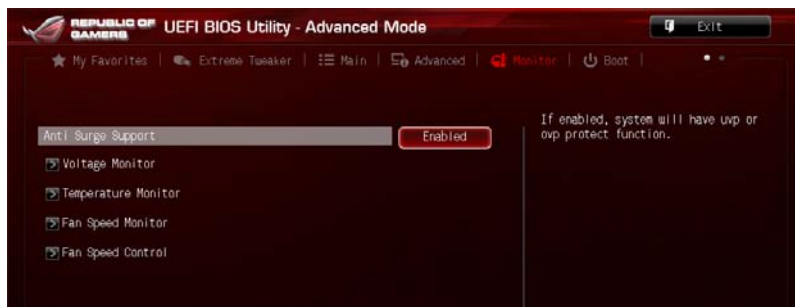 REPUBLIC OF GAMERS UEFI BIOS Utility - Advanced Mode
Exit
My Favorites | Extreme Tweaker | Main | Advanced | Monitor | Boot |
Anti Surge Support Enabled
Voltage Monitor
Temperature Monitor
Fan Speed Monitor
Fan Speed Control
If enabled, system will have uvp or
ovp protect function.